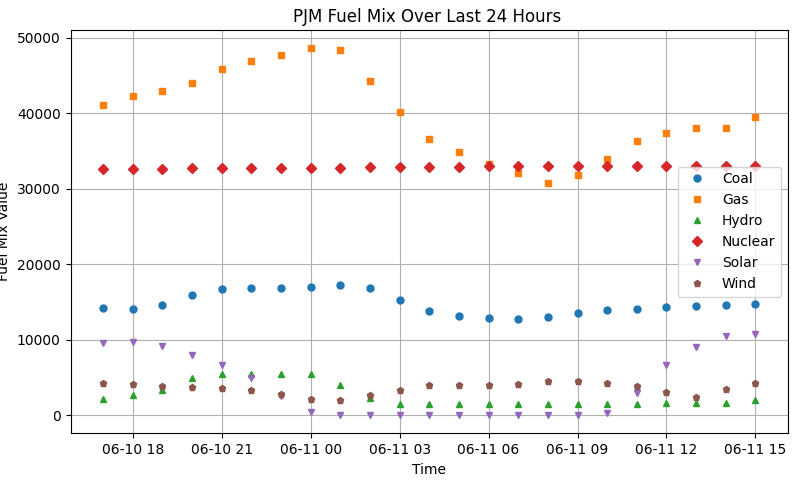 PJM Fuel Mix Over Last 24 Hours
50000
40000
30000
20000
10000
0
Fuel Mix Value
Coal
Gas
Hydro
Nuclear
Solar
Wind
06-10 18 06-10 21 06-11 00 06-11 03 06-11 06 06-11 09 06-11 12 06-11 15
Time